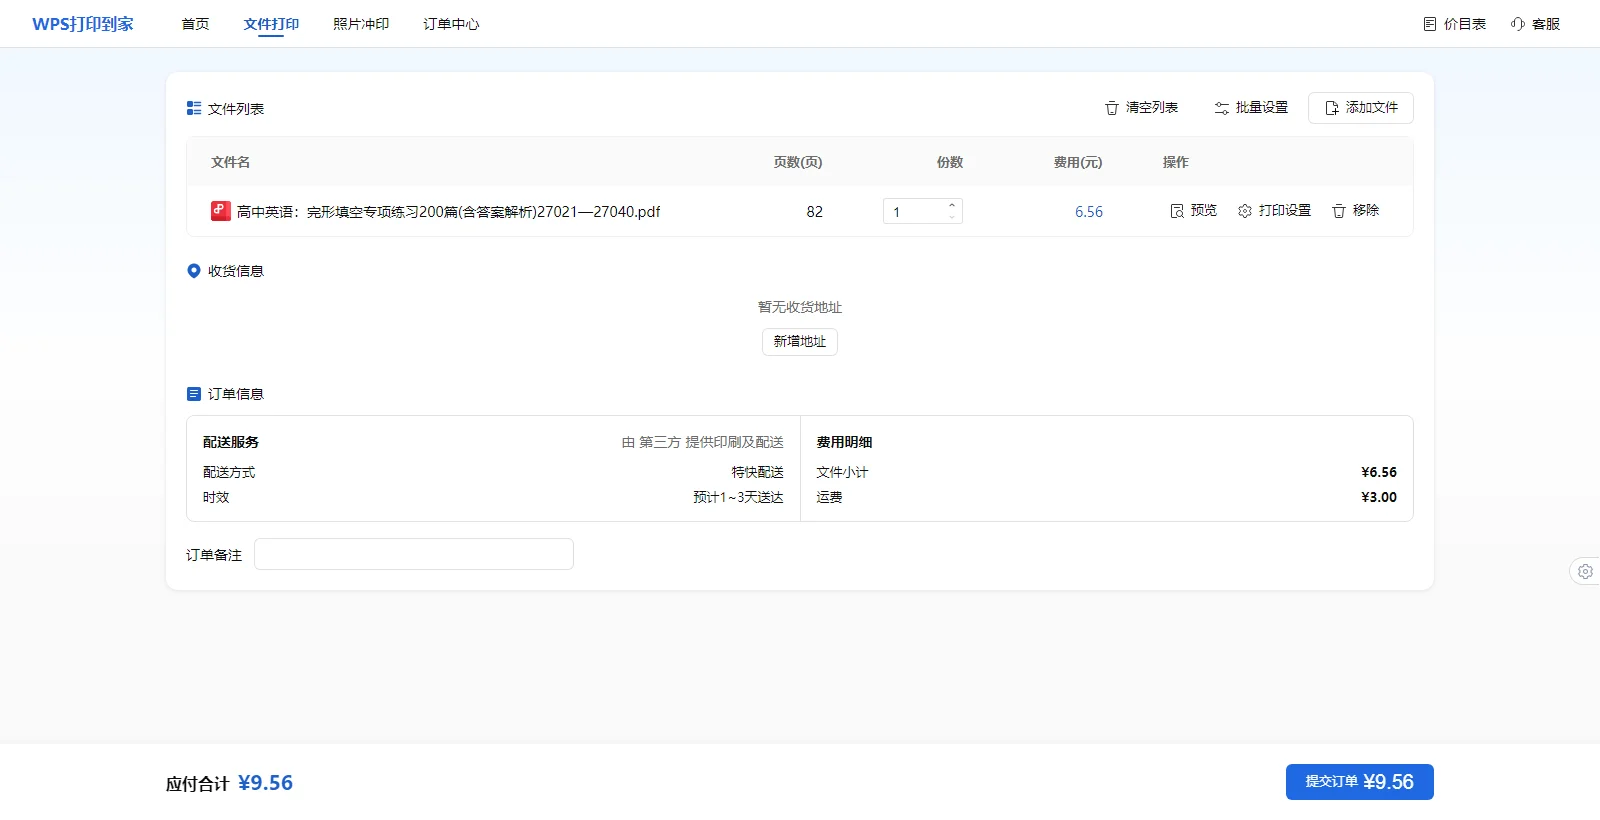 WPS打印到家 首页 文件打印 照片冲印 订单中心 价目表 客服
文件列表 清空列表 批量设置 添加文件
文件名 页数(页) 份数 费用(元) 操作
高中英语：完形填空专项练习200篇(含答案解析)27021—27040.pdf 82 1 6.56 预览 打印设置 移除
收货信息
暂无收货地址
新增地址
订单信息
配送服务 由 第三方 提供印刷及配送 费用明细
配送方式 特快配送 文件小计 ¥6.56
时效 预计1~3天送达 运费 ¥3.00
订单备注
应付合计 ¥9.56 提交订单 ¥9.56